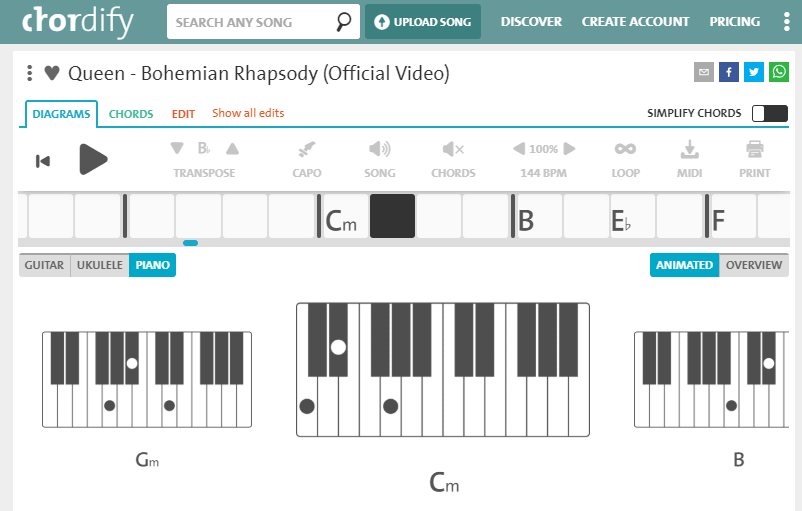 chordify SEARCH ANY SONG UPLOAD SONG DISCOVER CREATE ACCOUNT PRICING
Queen - Bohemian Rhapsody (Official Video)
DIAGRAMS CHORDS EDIT Show all edits SIMPLIFY CHORDS
B♭ 100%
TRANSPOSE CAPO SONG CHORDS 144 BPM LOOP MIDI PRINT
Cm B E♭ F
GUITAR UKULELE PIANO ANIMATED OVERVIEW
Gm Cm B